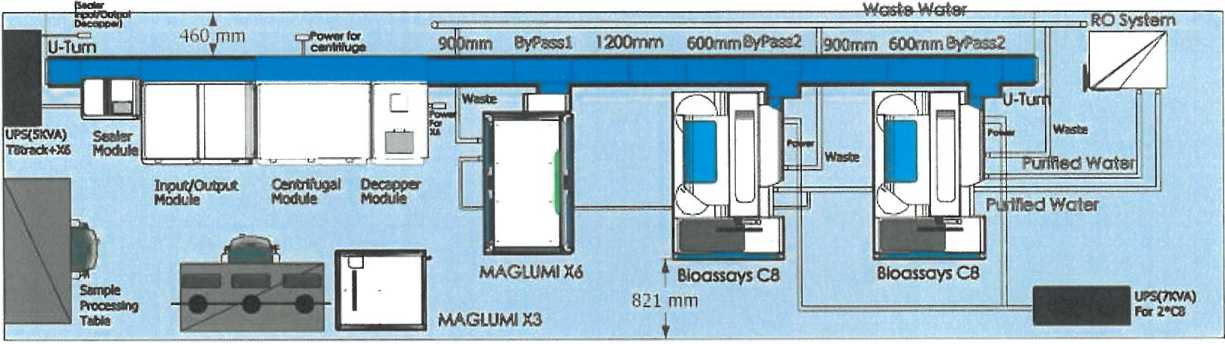 (Sealer
Input/Output
Decapper)
Waste Water
RO System
460 mm
Power for
centrifuge
U-Turn
900mm ByPass1 1200mm 600mm ByPass2 900mm 600mm ByPass2
UPS(5KVA)
T8track+X6
Sealer
Module
Input/Output
Module
Centrifugal
Module
Decapper
Module
Power
For
X6
Waste
Power
Waste
Power
U-Turn
Waste
Purified Water
Purified Water
MAGLUMI X6
Bioassays C8
Bioassays C8
Sample
Processing
Table
MAGLUMI X3
821 mm
UPS(7KVA)
For 2*C8